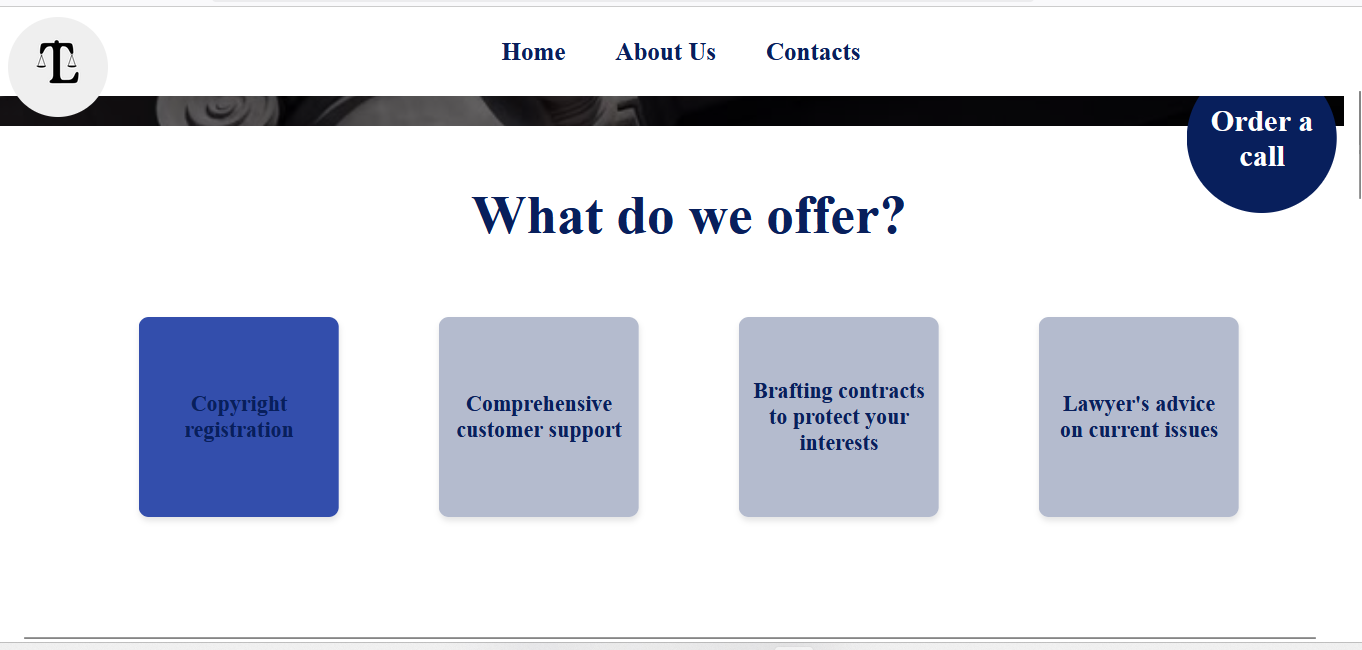 TL
Home
About Us
Contacts
Order a
call
What do we offer?
Copyright
registration
Comprehensive
customer support
Brafting contracts
to protect your
interests
Lawyer's advice
on current issues